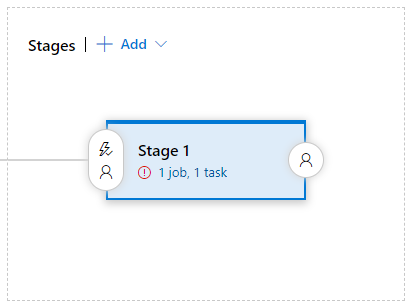 Stages | + Add
Stage 1
1 job, 1 task